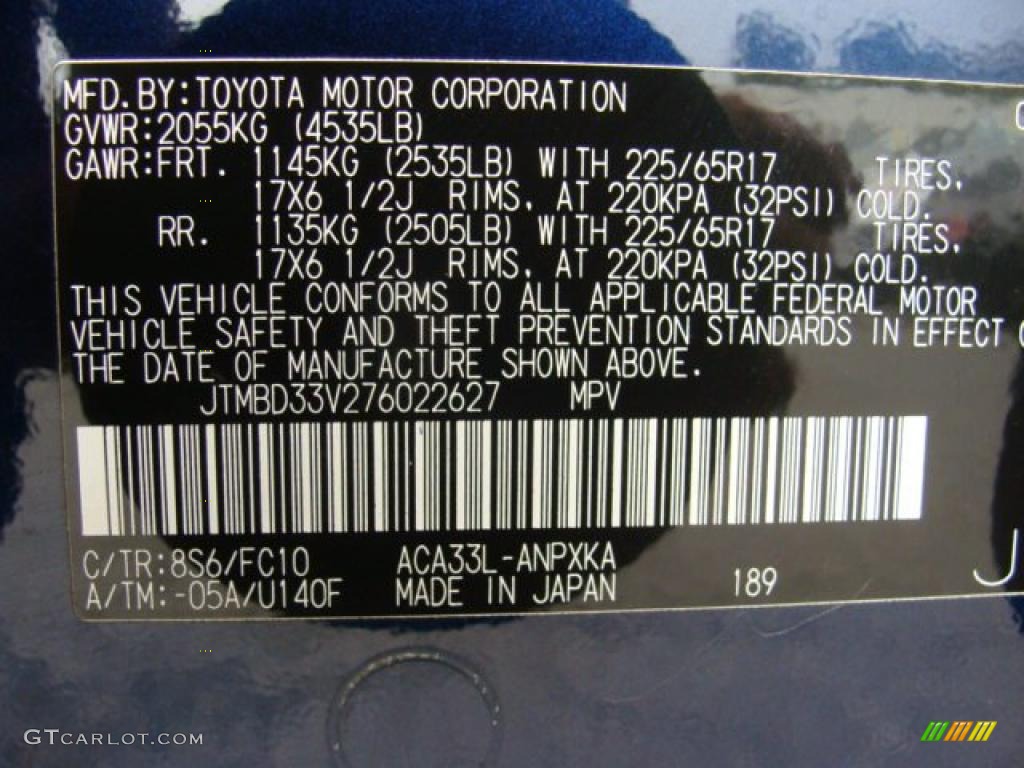 MFD.BY:TOYOTA MOTOR CORPORATION
GVWR:2055KG (4535LB)
GAWR:FRT. 1145KG (2535LB) WITH 225/65R17 TIRES,
17X6 1/2J RIMS, AT 220KPA (32PSI) COLD.
RR. 1135KG (2505LB) WITH 225/65R17 TIRES,
17X6 1/2J RIMS, AT 220KPA (32PSI) COLD.
THIS VEHICLE CONFORMS TO ALL APPLICABLE FEDERAL MOTOR
VEHICLE SAFETY AND THEFT PREVENTION STANDARDS IN EFFECT
THE DATE OF MANUFACTURE SHOWN ABOVE.
JTMBD33V276022627 MPV
C/TR:8S6/FC10 ACA33L-ANPXKA
A/TM:-05A/U140F MADE IN JAPAN 189 J
GTCARLOT.COM